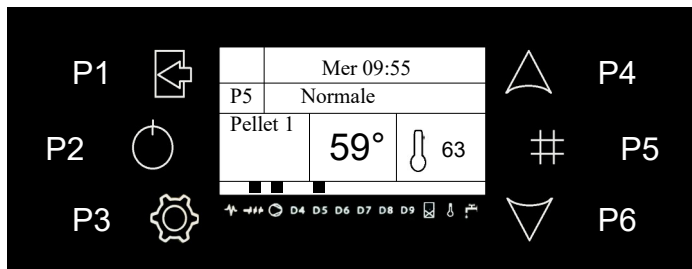 P1
P2
P3
Mer 09:55
P5 Normale
Pellet 1
59°
63
D4 D5 D6 D7 D8 D9
P4
P5
P6